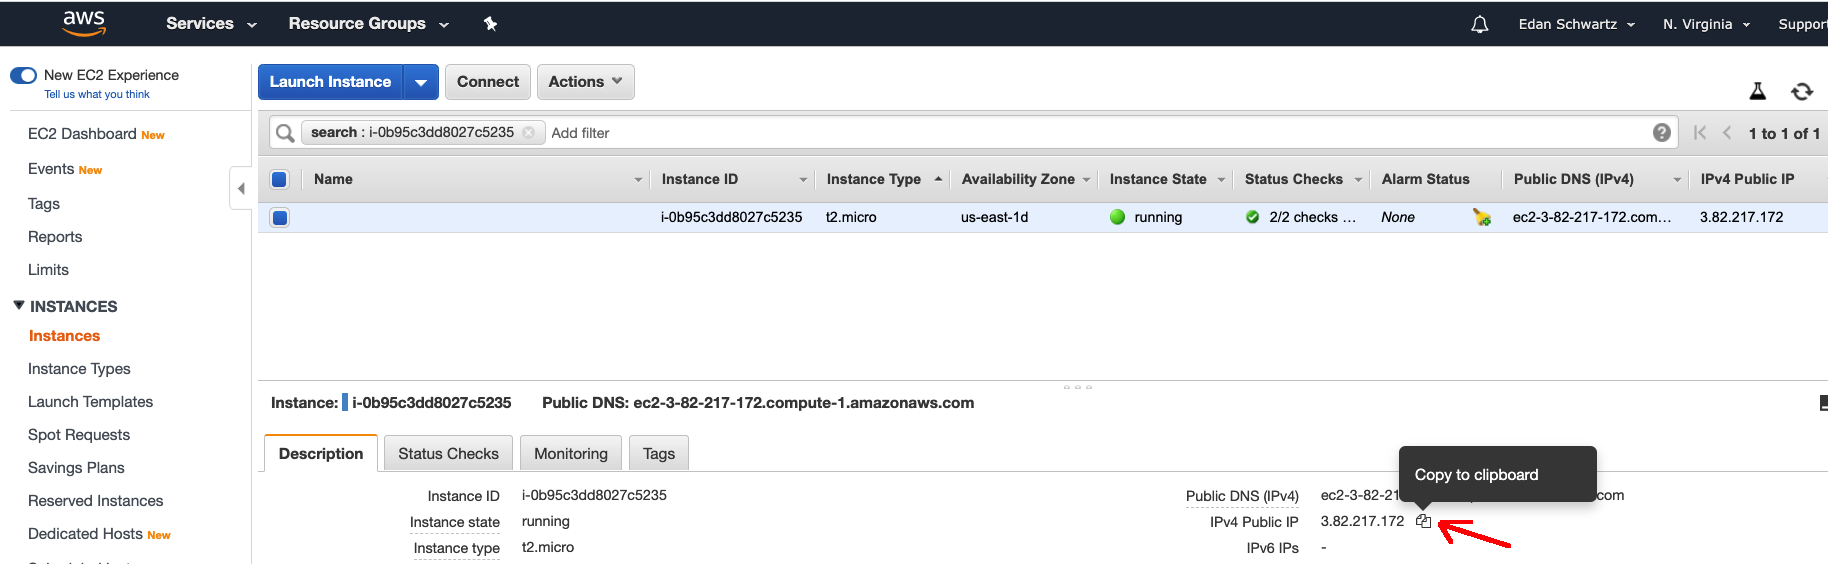 aws Services Resource Groups Edan Schwartz N. Virginia Support
New EC2 Experience
Tell us what you think
Launch Instance Connect Actions
search : i-0b95c3dd8027c5235 Add filter ? 1 to 1 of 1
EC2 Dashboard New
Events New
Tags
Reports
Limits
INSTANCES
Instances
Instance Types
Launch Templates
Spot Requests
Savings Plans
Reserved Instances
Dedicated Hosts New
Name Instance ID Instance Type Availability Zone Instance State Status Checks Alarm Status Public DNS (IPv4) IPv4 Public IP
i-0b95c3dd8027c5235 t2.micro us-east-1d running 2/2 checks ... None ec2-3-82-217-172.com... 3.82.217.172
Instance: i-0b95c3dd8027c5235 Public DNS: ec2-3-82-217-172.compute-1.amazonaws.com
Description Status Checks Monitoring Tags
Copy to clipboard
Instance ID i-0b95c3dd8027c5235 Public DNS (IPv4) ec2-3-82-21 com
Instance state running IPv4 Public IP 3.82.217.172
Instance type t2.micro IPv6 IPs -